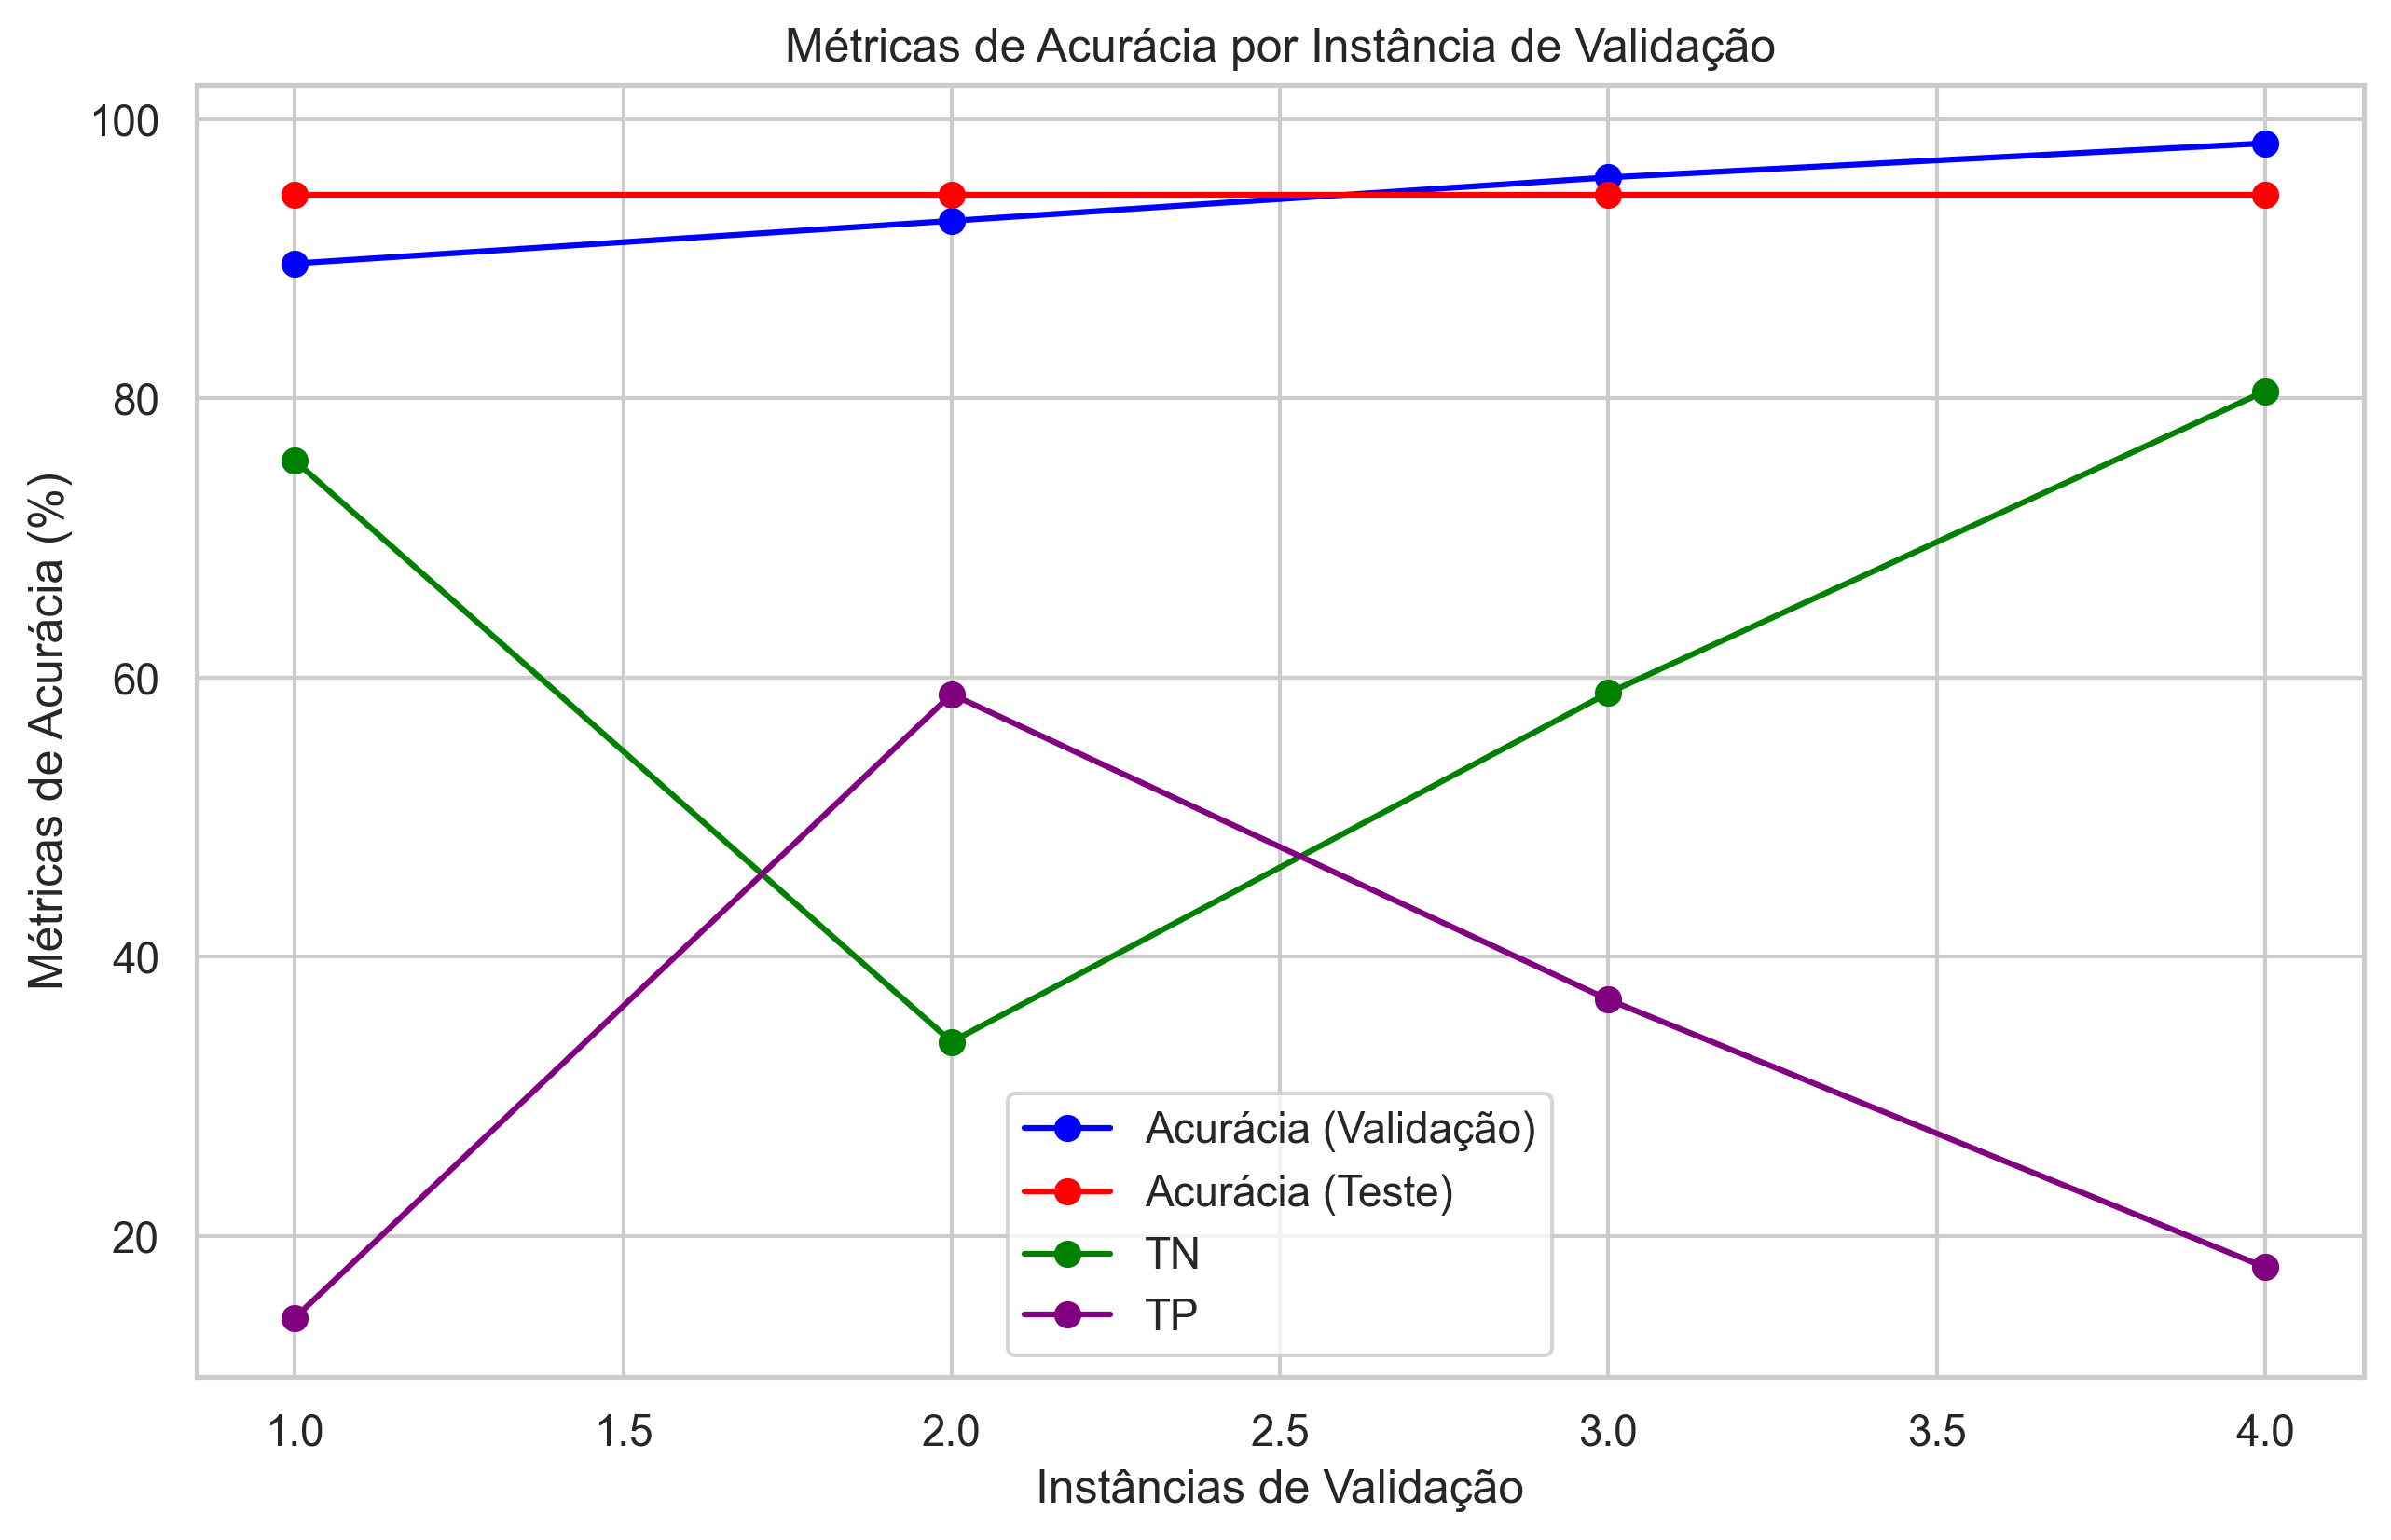 Métricas de Acurácia por Instância de Validação
Métricas de Acurácia (%)
100
80
60
40
20
Acurácia (Validação)
Acurácia (Teste)
TN
TP
1.0 1.5 2.0 2.5 3.0 3.5 4.0
Instâncias de Validação